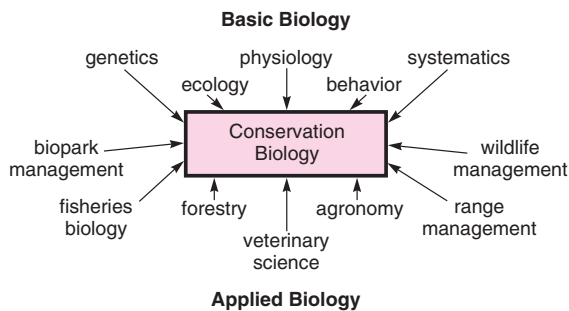 Basic Biology
genetics
physiology
systematics
ecology
behavior
Conservation
Biology
biopark
management
wildlife
management
fisheries
biology
forestry
agronomy
range
management
veterinary
science
Applied Biology